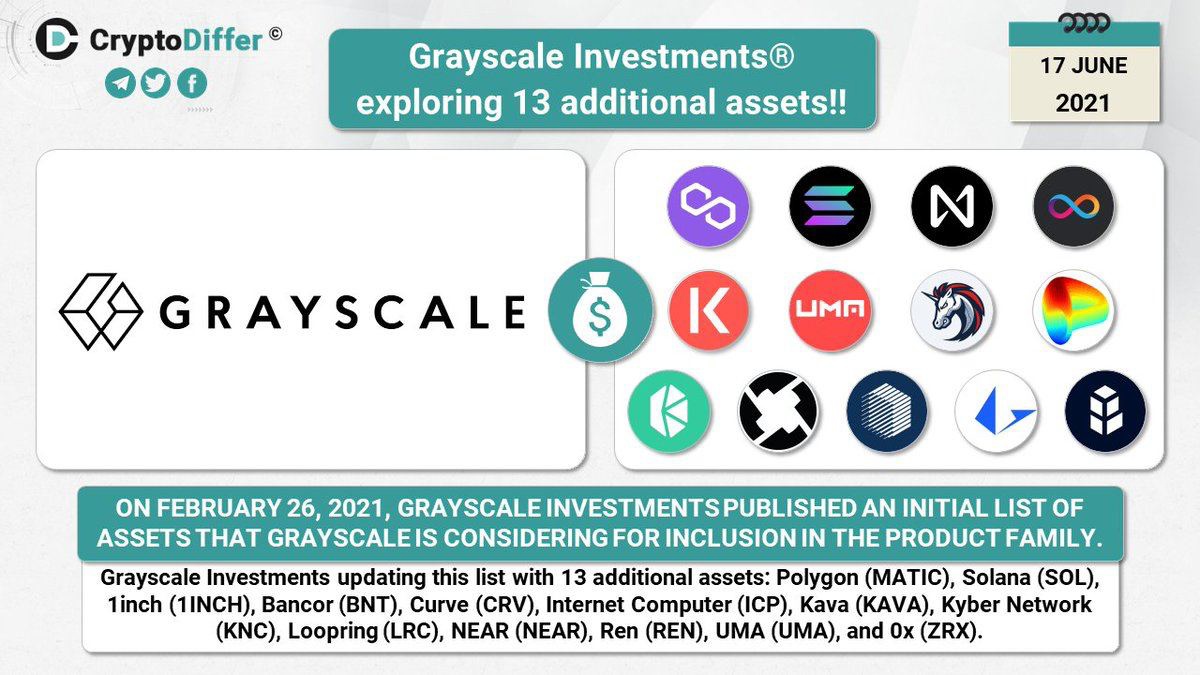 CryptoDiffer ©
Grayscale Investments®
exploring 13 additional assets!!
17 JUNE
2021
GRAYSCALE
$
UMA
ON FEBRUARY 26, 2021, GRAYSCALE INVESTMENTS PUBLISHED AN INITIAL LIST OF
ASSETS THAT GRAYSCALE IS CONSIDERING FOR INCLUSION IN THE PRODUCT FAMILY.
Grayscale Investments updating this list with 13 additional assets: Polygon (MATIC), Solana (SOL),
1inch (1INCH), Bancor (BNT), Curve (CRV), Internet Computer (ICP), Kava (KAVA), Kyber Network
(KNC), Loopring (LRC), NEAR (NEAR), Ren (REN), UMA (UMA), and 0x (ZRX).